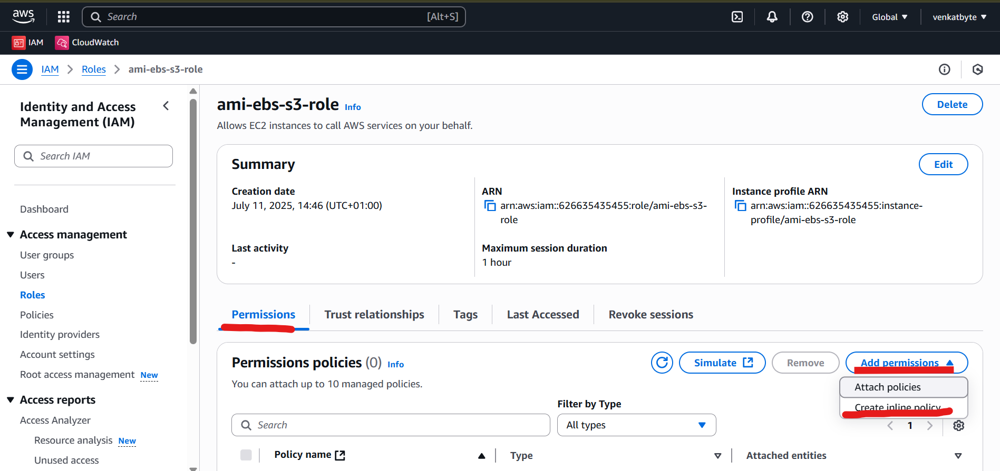 aws
Search [Alt+S]
Global venkatbyte
IAM CloudWatch
IAM > Roles > ami-ebs-s3-role
Identity and Access
Management (IAM)
Search IAM
Dashboard
Access management
User groups
Users
Roles
Policies
Identity providers
Account settings
Root access management New
Access reports
Access Analyzer
Resource analysis New
Unused access
ami-ebs-s3-role Info
Delete
Allows EC2 instances to call AWS services on your behalf.
Summary
Edit
Creation date
July 11, 2025, 14:46 (UTC+01:00)
ARN
arn:aws:iam::626635435455:role/ami-ebs-s3-
role
Instance profile ARN
arn:aws:iam::626635435455:instance-
profile/ami-ebs-s3-role
Last activity
-
Maximum session duration
1 hour
Permissions Trust relationships Tags Last Accessed Revoke sessions
Permissions policies (0) Info
Simulate Remove Add permissions
You can attach up to 10 managed policies.
Attach policies
Create inline policy
Filter by Type
Search All types
1
Policy name Type Attached entities